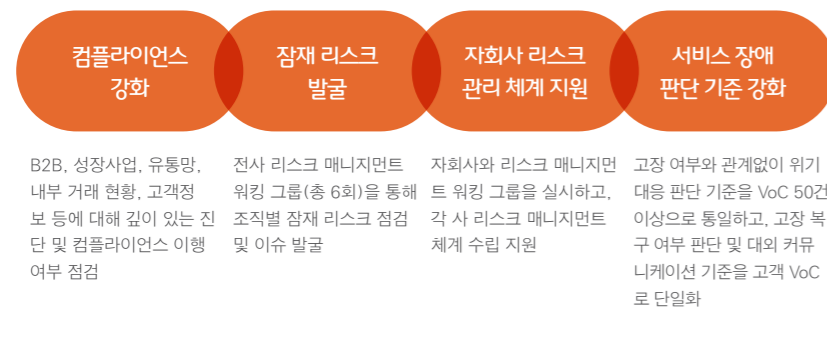 컴플라이언스
강화
잠재 리스크
발굴
자회사 리스크
관리 체계 지원
서비스 장애
판단 기준 강화
B2B, 성장사업, 유통망,
내부 거래 현황, 고객정
보 등에 대해 깊이 있는 진
단 및 컴플라이언스 이행
여부 점검
전사 리스크 매니지먼트
워킹 그룹(총 6회)을 통해
조직별 잠재 리스크 점검
및 이슈 발굴
자회사와 리스크 매니지먼
트 워킹 그룹을 실시하고,
각 사 리스크 매니지먼트
체계 수립 지원
고장 여부와 관계없이 위기
대응 판단 기준을 VoC 50건
이상으로 통일하고, 고장 복
구 여부 판단 및 대외 커뮤
니케이션 기준을 고객 VoC
로 단일화